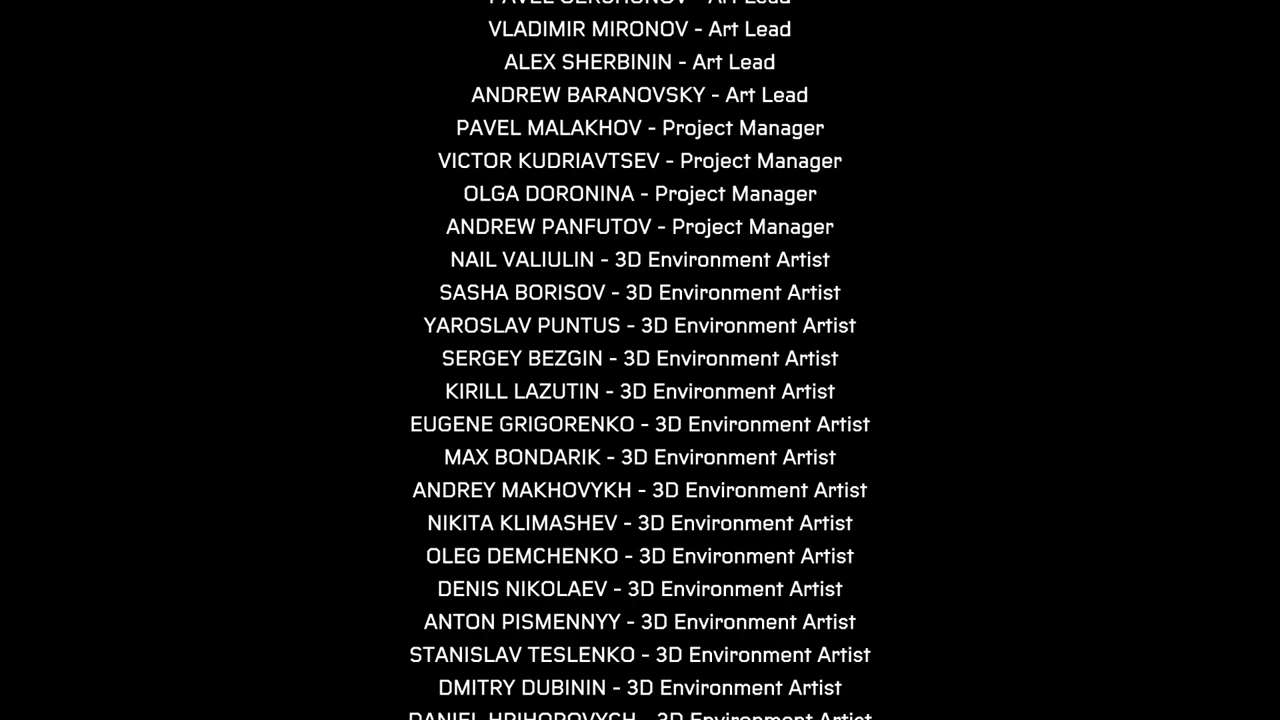 VLADIMIR MIRONOV - Art Lead
ALEX SHERBININ - Art Lead
ANDREW BARANOVSKY - Art Lead
PAVEL MALAKHOV - Project Manager
VICTOR KUDRIAVTSEV - Project Manager
OLGA DORONINA - Project Manager
ANDREW PANFUTOV - Project Manager
NAIL VALIULIN - 3D Environment Artist
SASHA BORISOV - 3D Environment Artist
YAROSLAV PUNTUS - 3D Environment Artist
SERGEY BEZGIN - 3D Environment Artist
KIRILL LAZUTIN - 3D Environment Artist
EUGENE GRIGORENKO - 3D Environment Artist
MAX BONDARIK - 3D Environment Artist
ANDREY MAKHOVYKH - 3D Environment Artist
NIKITA KLIMASHEV - 3D Environment Artist
OLEG DEMCHENKO - 3D Environment Artist
DENIS NIKOLAEV - 3D Environment Artist
ANTON PISMENNYY - 3D Environment Artist
STANISLAV TESLENKO - 3D Environment Artist
DMITRY DUBININ - 3D Environment Artist
DANIEL HRIHOROVYCH - 3D Environment Artist